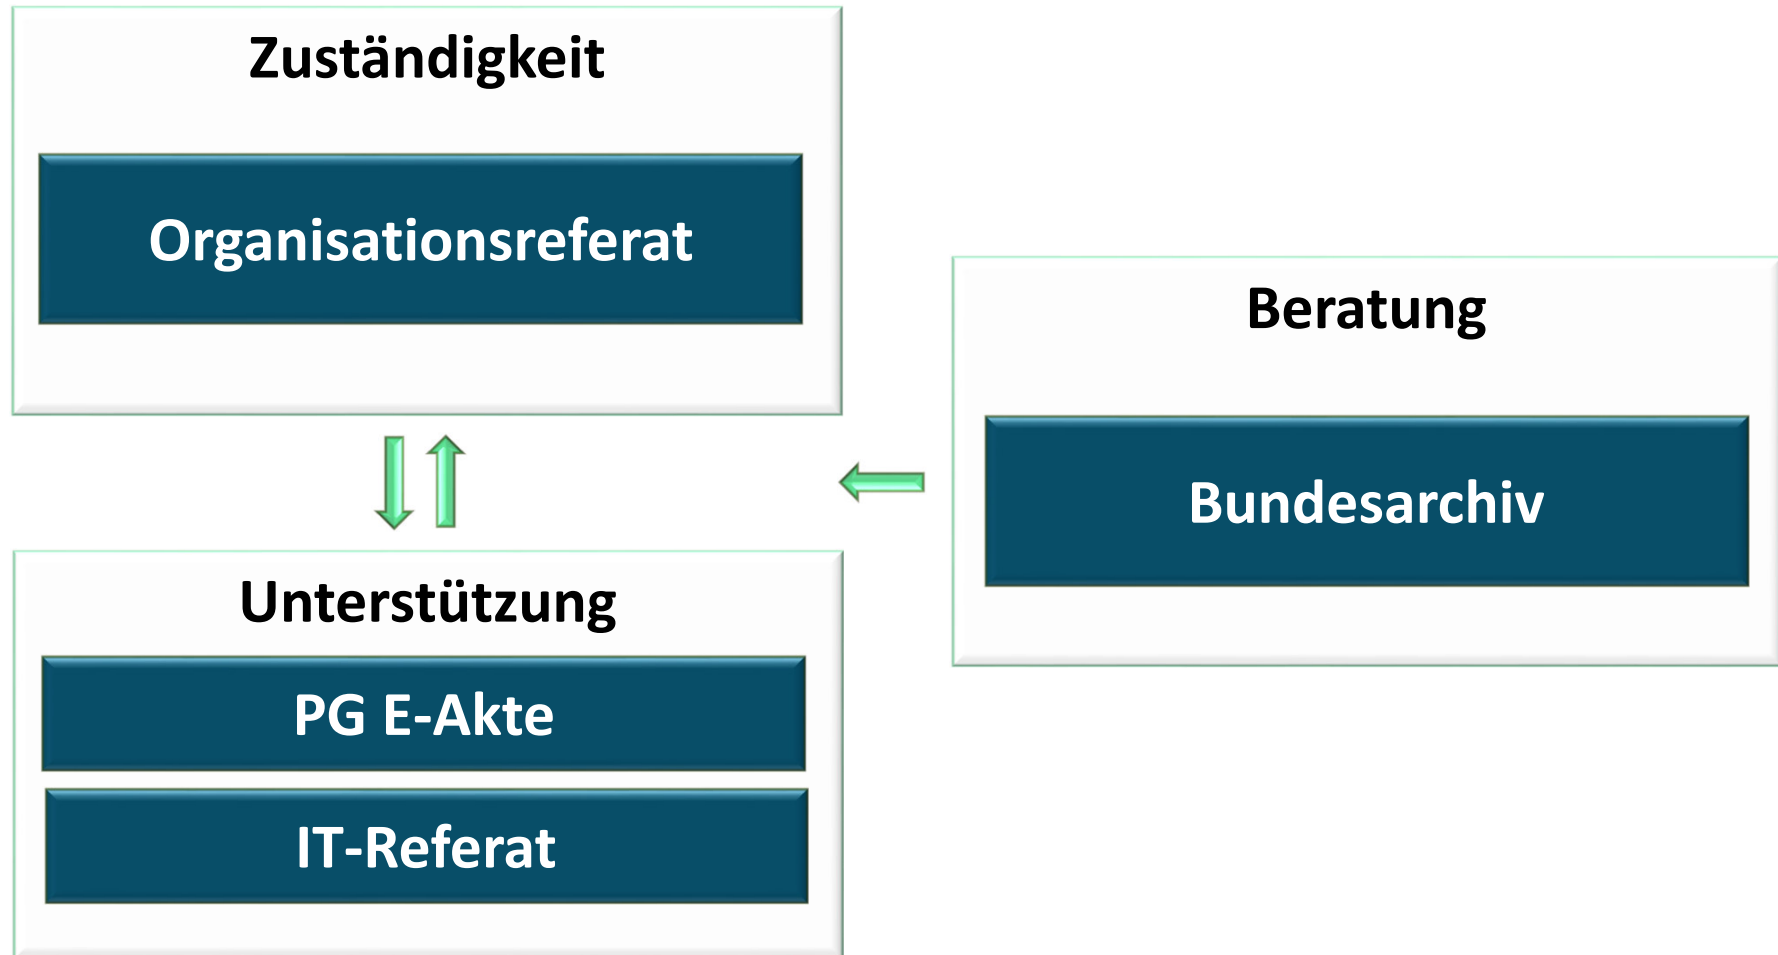 Zuständigkeit
Organisationsreferat
Beratung
Bundesarchiv
Unterstützung
PG E-Akte
IT-Referat